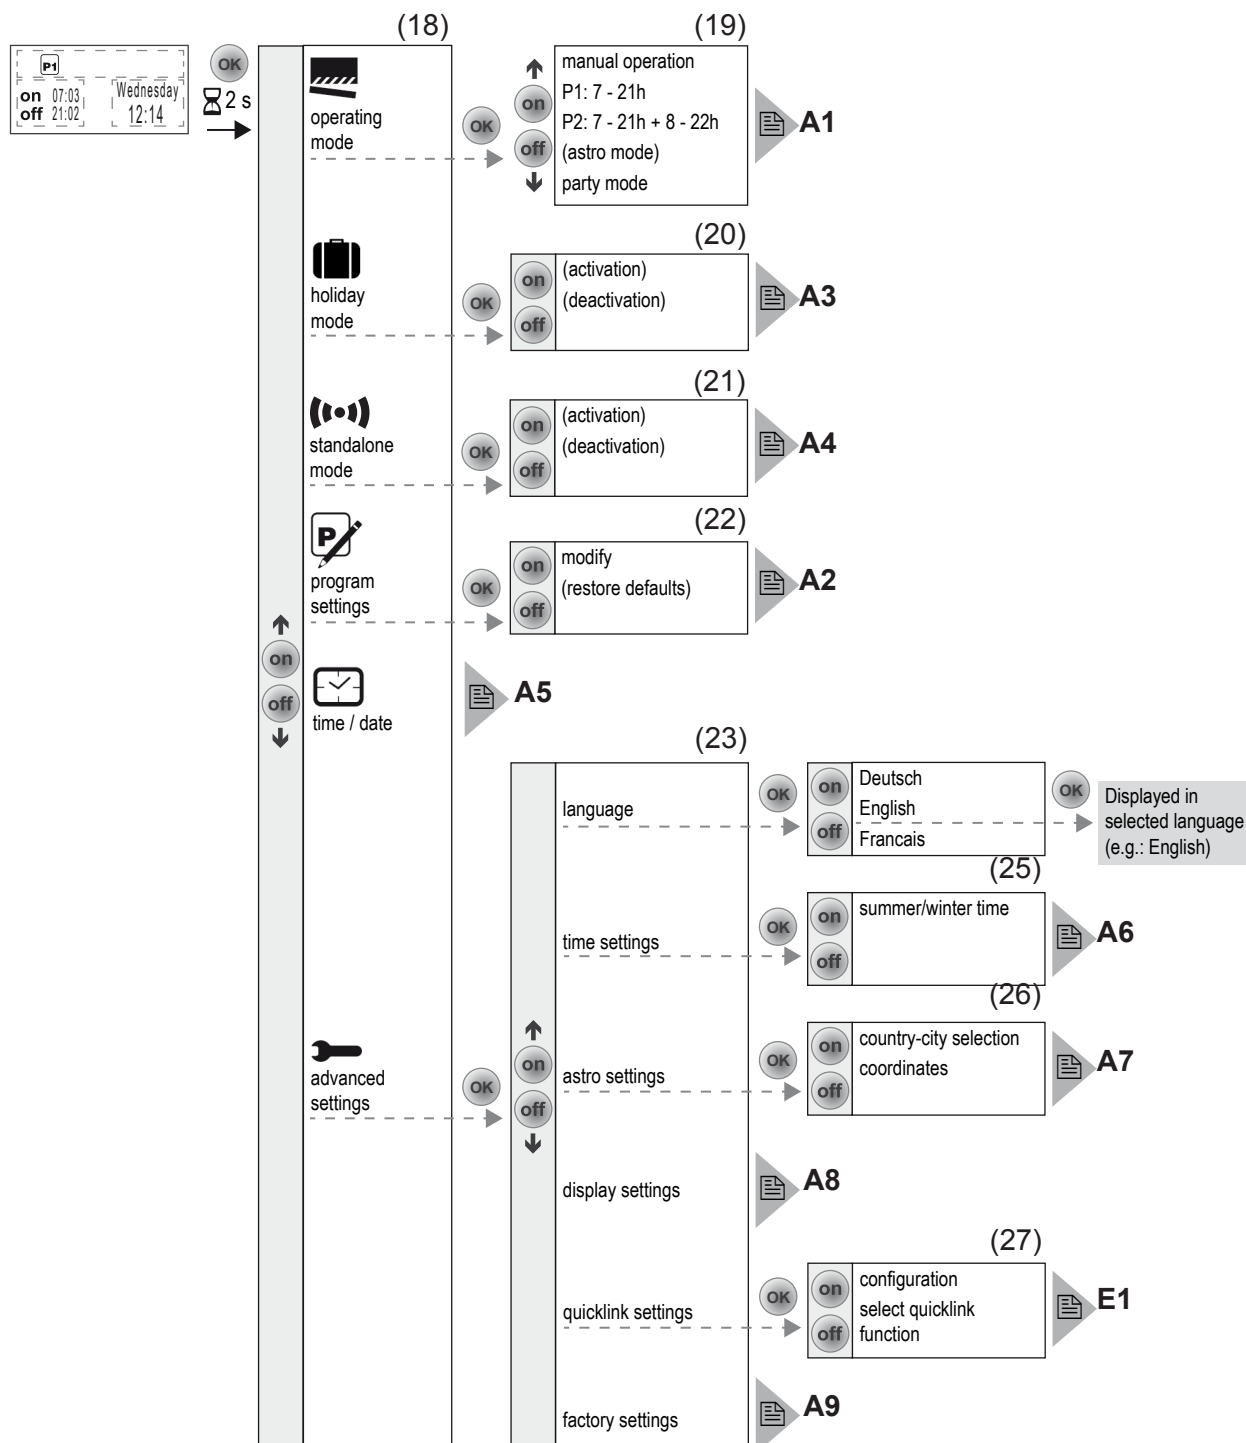 (18)
(19)
P1
on 07:03
off 21:02
Wednesday
12:14
OK
2 s
operating
mode
OK
on
off
manual operation
P1: 7 - 21h
P2: 7 - 21h + 8 - 22h
(astro mode)
party mode
A1
(20)
holiday
mode
OK
on
off
(activation)
(deactivation)
A3
(21)
standalone
mode
OK
on
off
(activation)
(deactivation)
A4
(22)
P
program
settings
OK
on
off
modify
(restore defaults)
A2
on
off
time / date
A5
(23)
language
OK
on
off
Deutsch
English
Francais
OK
Displayed in
selected language
(e.g.: English)
(25)
time settings
OK
on
off
summer/winter time
A6
(26)
advanced
settings
OK
on
off
astro settings
OK
on
off
country-city selection
coordinates
A7
display settings
A8
(27)
quicklink settings
OK
on
off
configuration
select quicklink
function
E1
factory settings
A9